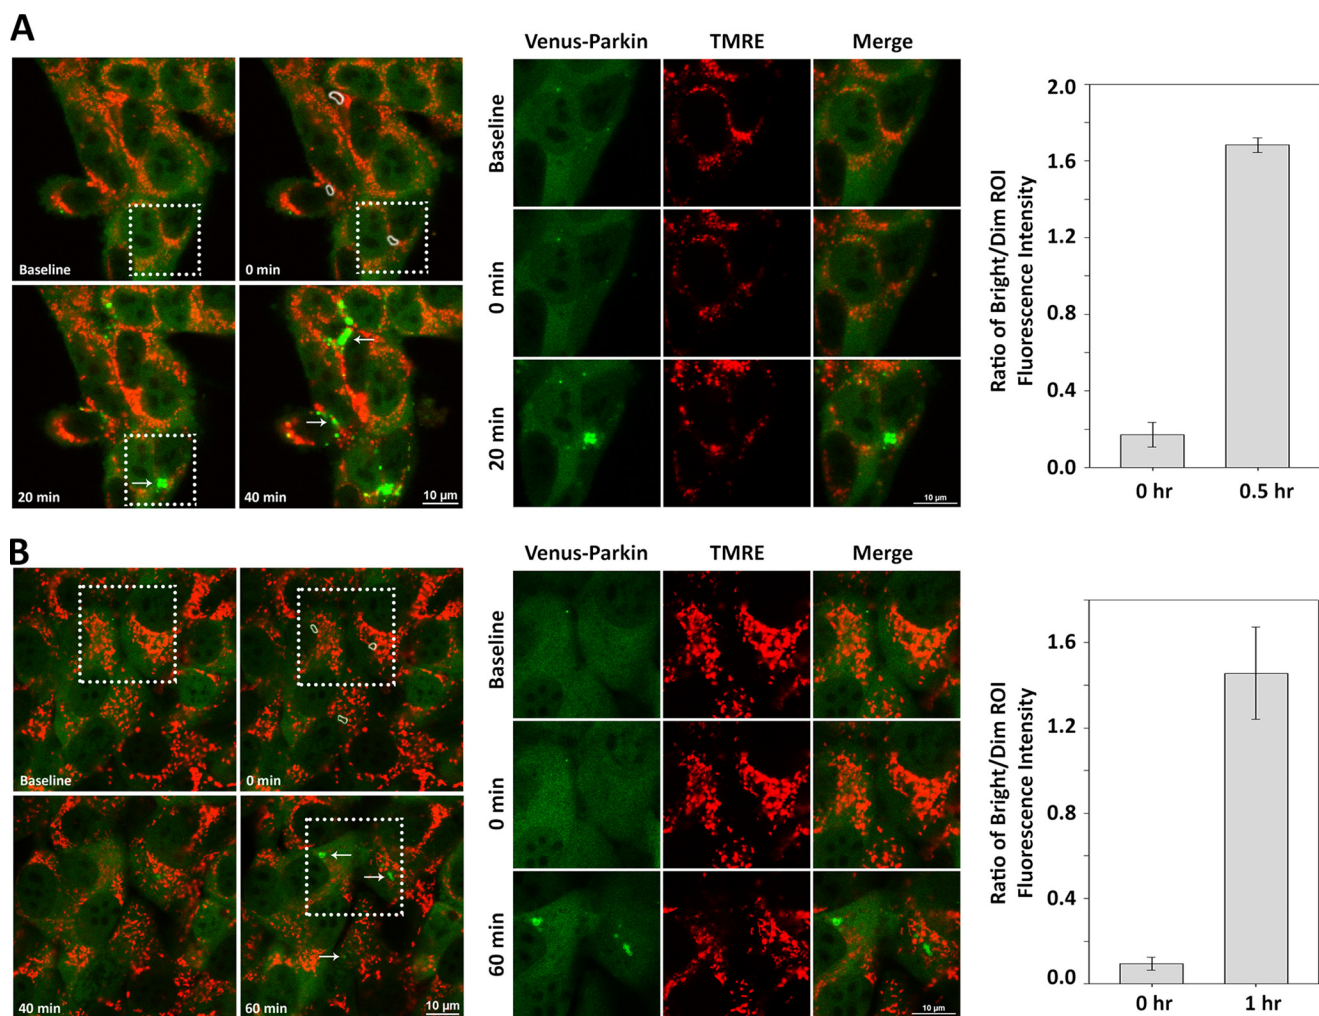 A
Baseline
0 min
20 min
40 min
10 µm
Venus-Parkin TMRE Merge
Baseline
0 min
20 min
10 µm
Ratio of Bright/Dim ROI
Fluorescence Intensity
2.0
1.6
1.2
0.8
0.4
0.0
0 hr 0.5 hr
B
Baseline
0 min
40 min
60 min
10 µm
Venus-Parkin TMRE Merge
Baseline
0 min
60 min
10 µm
Ratio of Bright/Dim ROI
Fluorescence Intensity
1.6
1.2
0.8
0.4
0.0
0 hr 1 hr